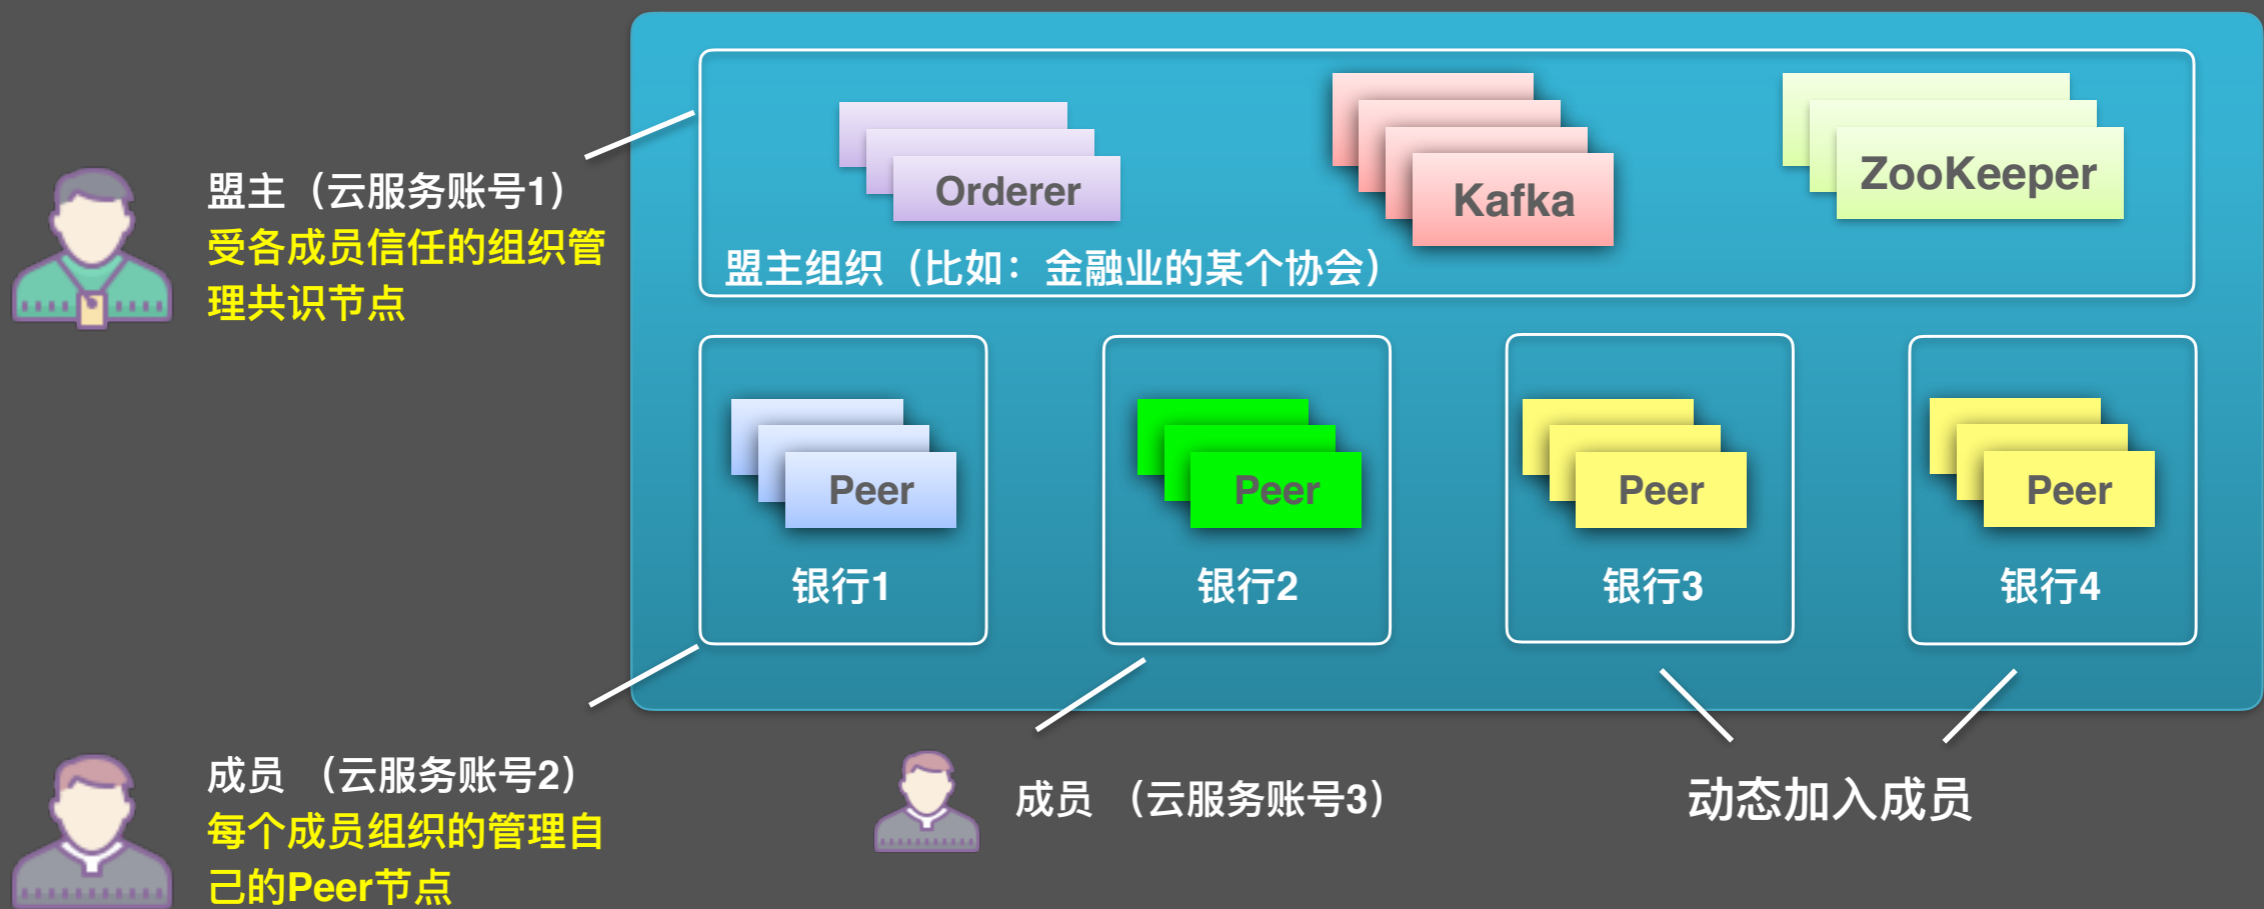 Orderer
Kafka
ZooKeeper
盟主组织（比如：金融业的某个协会）
盟主（云服务账号1）
受各成员信任的组织管
理共识节点
Peer
Peer
Peer
Peer
银行1
银行2
银行3
银行4
成员 （云服务账号2）
每个成员组织的管理自
己的Peer节点
成员 （云服务账号3）
动态加入成员